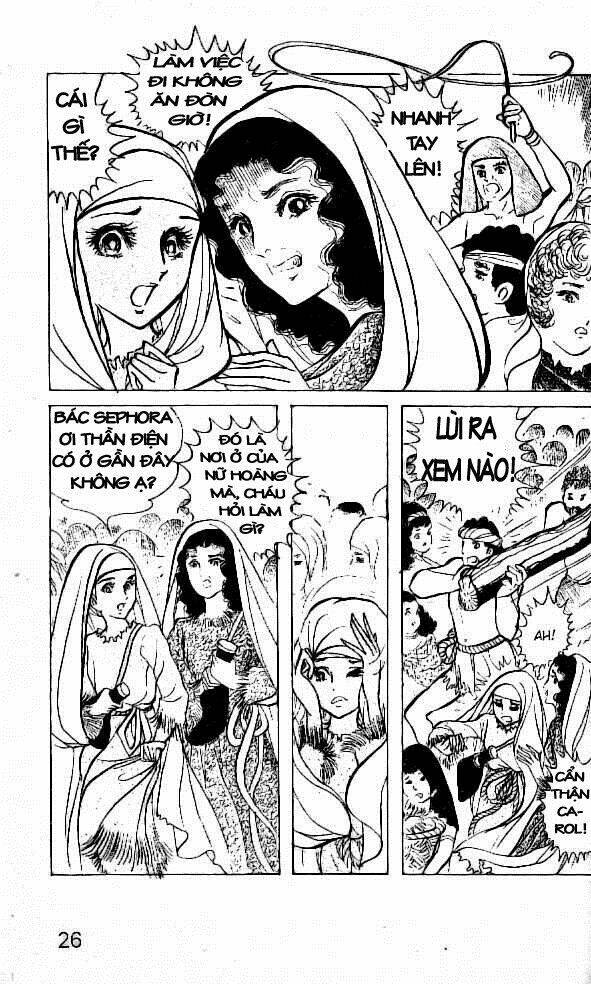 LÀM VIỆC
ĐI KHÔNG
ĂN ĐÒN
GIỜ!
CÁI
GÌ
THẾ?
NHANH
TAY
LÊN!
BÁC SEPHORA
ƠI THẦN ĐIỆN
CÓ Ở GẦN ĐÂY
KHÔNG Ạ?
ĐÓ LÀ
NƠI Ở CỦA
NỮ HOÀNG
MÁ, CHÁU
HỎI LÀM
GÌ?
LÙI RA
XEM NÀO!
AH!
CẨN
THẬN
CA-
ROL!
26